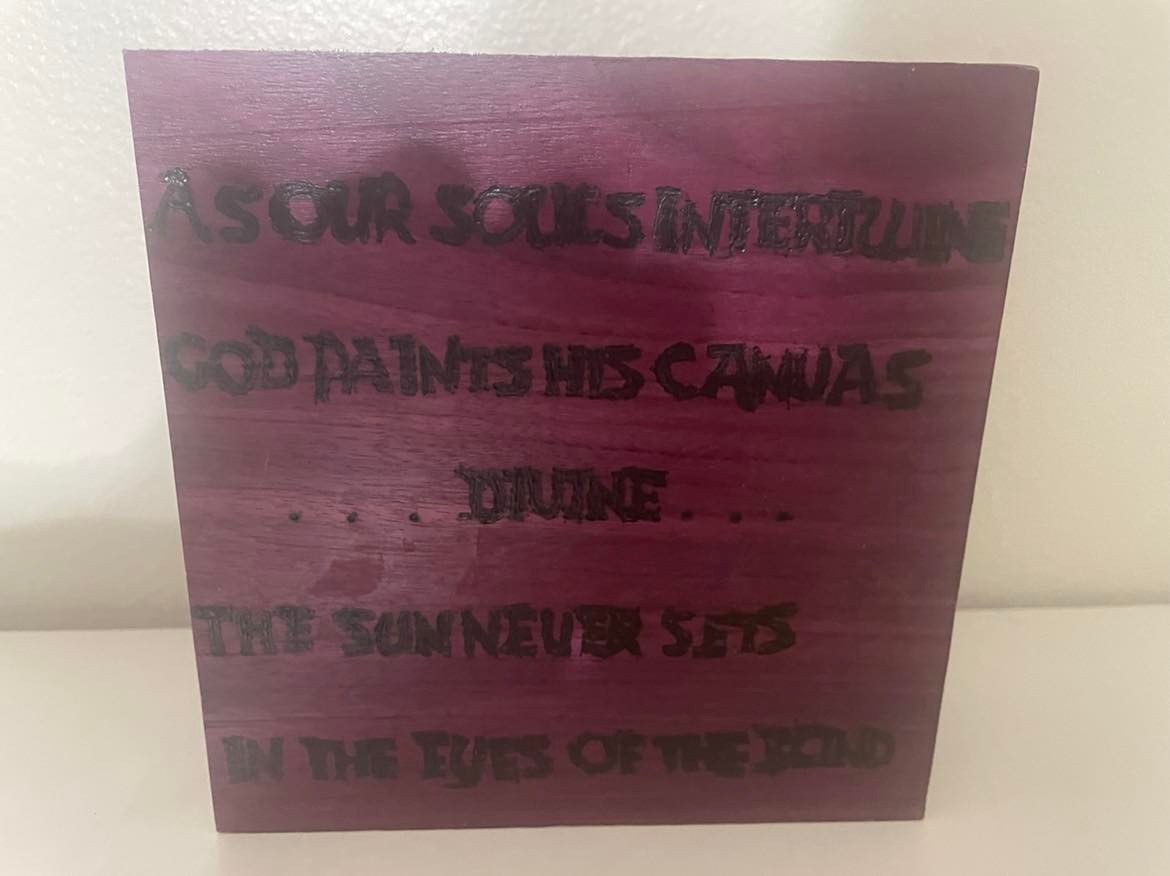 AS OUR SOULS INTERTWINE
GOD PAINTS HIS CANVAS
. . . DIVINE . . .
THE SUN NEVER SETS
IN THE EYES OF THE BLIND